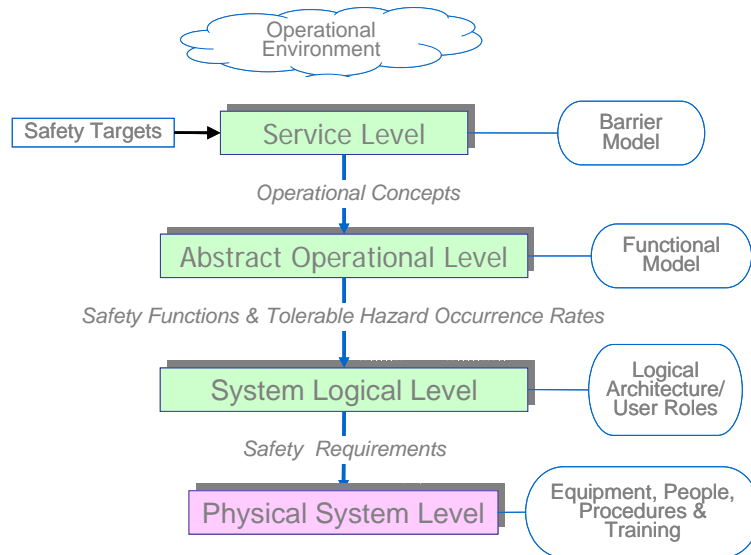 Operational
Environment
Safety Targets
Service Level
Barrier
Model
Operational Concepts
Abstract Operational Level
Functional
Model
Safety Functions & Tolerable Hazard Occurrence Rates
System Logical Level
Logical
Architecture/
User Roles
Safety Requirements
Physical System Level
Equipment, People,
Procedures &
Training